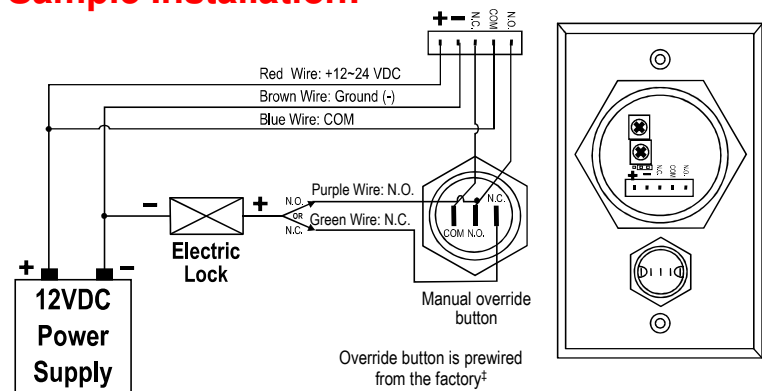 Sample Installation:
+ − N.C. COM N.O.
Red Wire: +12~24 VDC
Brown Wire: Ground (-)
Blue Wire: COM
Purple Wire: N.O.
Green Wire: N.C.
− + N.O.
OR
N.C.
Electric
Lock
N.C.
COM N.O.
Manual override
button
+ −
12VDC
Power
Supply
Override button is prewired
from the factory‡
+ − N.C. COM N.O.